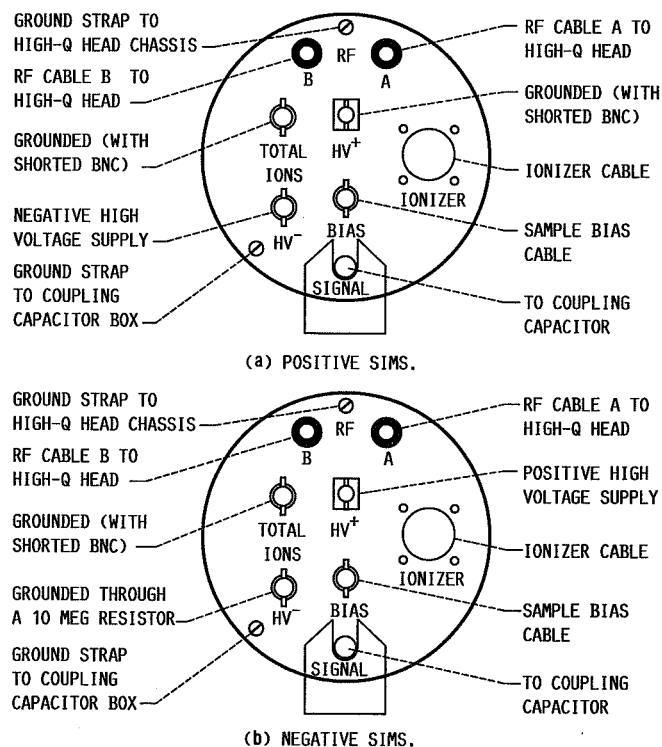 GROUND STRAP TO
HIGH-Q HEAD CHASSIS
RF CABLE B TO
HIGH-Q HEAD
GROUNDED (WITH
SHORTED BNC)
NEGATIVE HIGH
VOLTAGE SUPPLY
GROUND STRAP
TO COUPLING
CAPACITOR BOX
RF
B
A
TOTAL
IONS
HV+
IONIZER
HV-
BIAS
SIGNAL
RF CABLE A TO
HIGH-Q HEAD
GROUNDED (WITH
SHORTED BNC)
IONIZER CABLE
SAMPLE BIAS
CABLE
TO COUPLING
CAPACITOR
(a) POSITIVE SIMS.
GROUND STRAP TO
HIGH-Q HEAD CHASSIS
RF CABLE B TO
HIGH-Q HEAD
GROUNDED (WITH
SHORTED BNC)
GROUNDED THROUGH
A 10 MEG RESISTOR
GROUND STRAP
TO COUPLING
CAPACITOR BOX
RF
B
A
TOTAL
IONS
HV+
IONIZER
HV-
BIAS
SIGNAL
RF CABLE A TO
HIGH-Q HEAD
POSITIVE HIGH
VOLTAGE SUPPLY
IONIZER CABLE
SAMPLE BIAS
CABLE
TO COUPLING
CAPACITOR
(b) NEGATIVE SIMS.